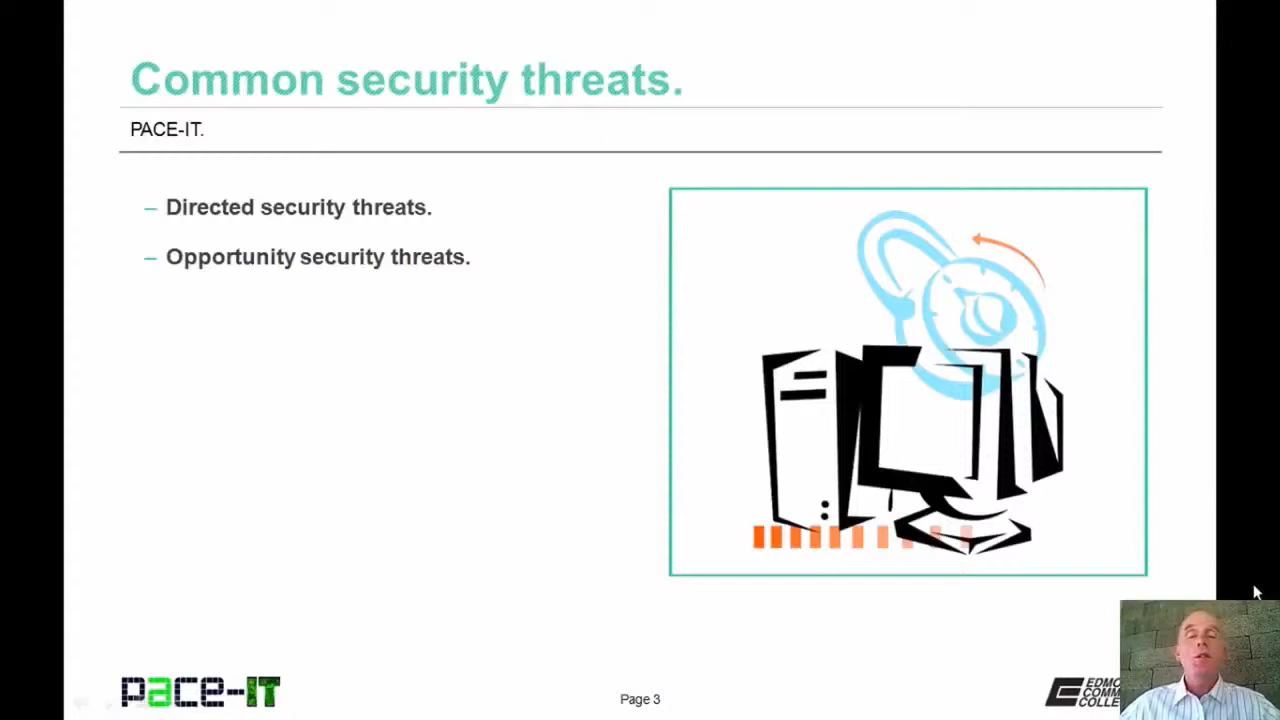 Common security threats.
PACE-IT.
– Directed security threats.
– Opportunity security threats.
pace-IT
Page 3